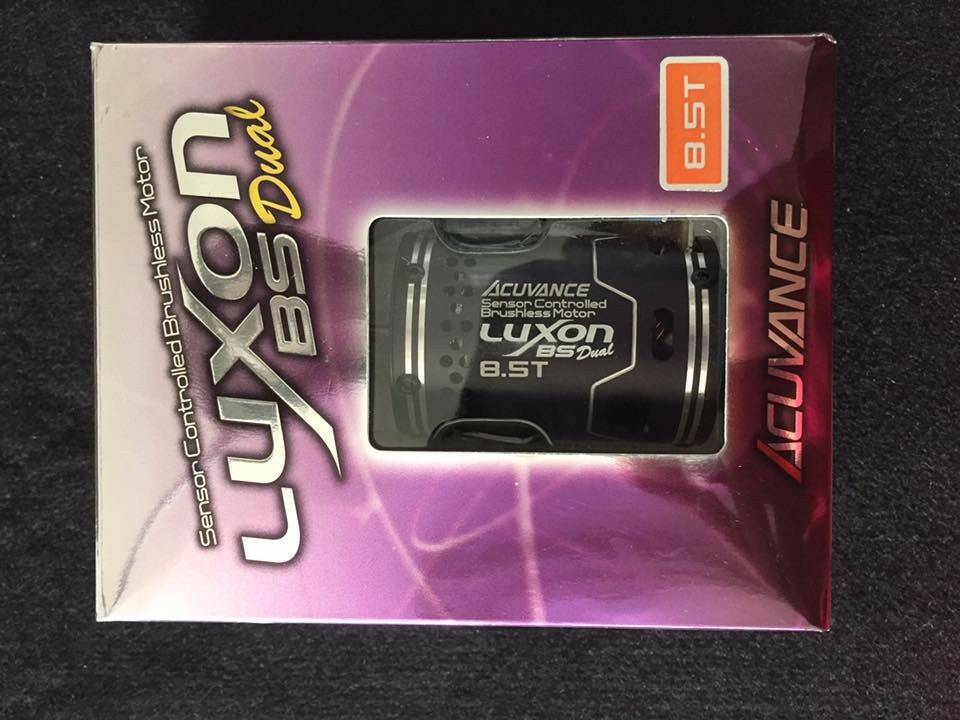 Sensor Controlled Brushless Motor
LUXON
BS Dual
8.5T
ACUVANCE
Sensor Controlled
Brushless Motor
LUXON
BS Dual
8.5T
ACUVANCE